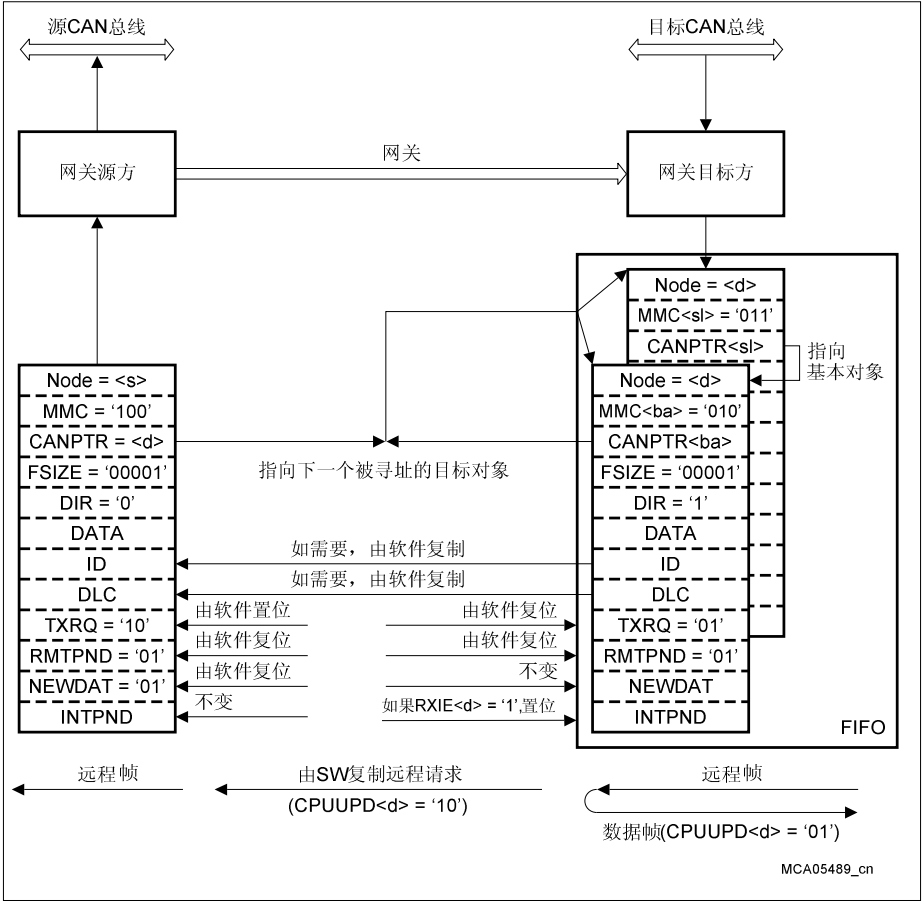 源CAN总线
目标CAN总线
网关源方
网关
网关目标方
Node = <d>
MMC<sl> = ‘011’
CANPTR<sl>
指向
基本对象
Node = <s>
MMC = ‘100’
CANPTR = <d>
FSIZE = ‘00001’
DIR = ‘0’
DATA
ID
DLC
TXRQ = ‘10’
RMTPND = ‘01’
NEWDAT = ‘01’
INTPND
指向下一个被寻址的目标对象
如需要，由软件复制
如需要，由软件复制
由软件置位
由软件复位
由软件复位
不变
由软件复位
由软件复位
不变
如果RXIE<d> = ‘1’,置位
Node = <d>
MMC<ba> = ‘010’
CANPTR<ba>
FSIZE = ‘00001’
DIR = ‘1’
DATA
ID
DLC
TXRQ = ‘01’
RMTPND = ‘01’
NEWDAT
INTPND
FIFO
远程帧
由SW复制远程请求
(CPUUPD<d> = ‘10’)
远程帧
数据帧(CPUUPD<d> = ‘01’)
MCA05489_cn